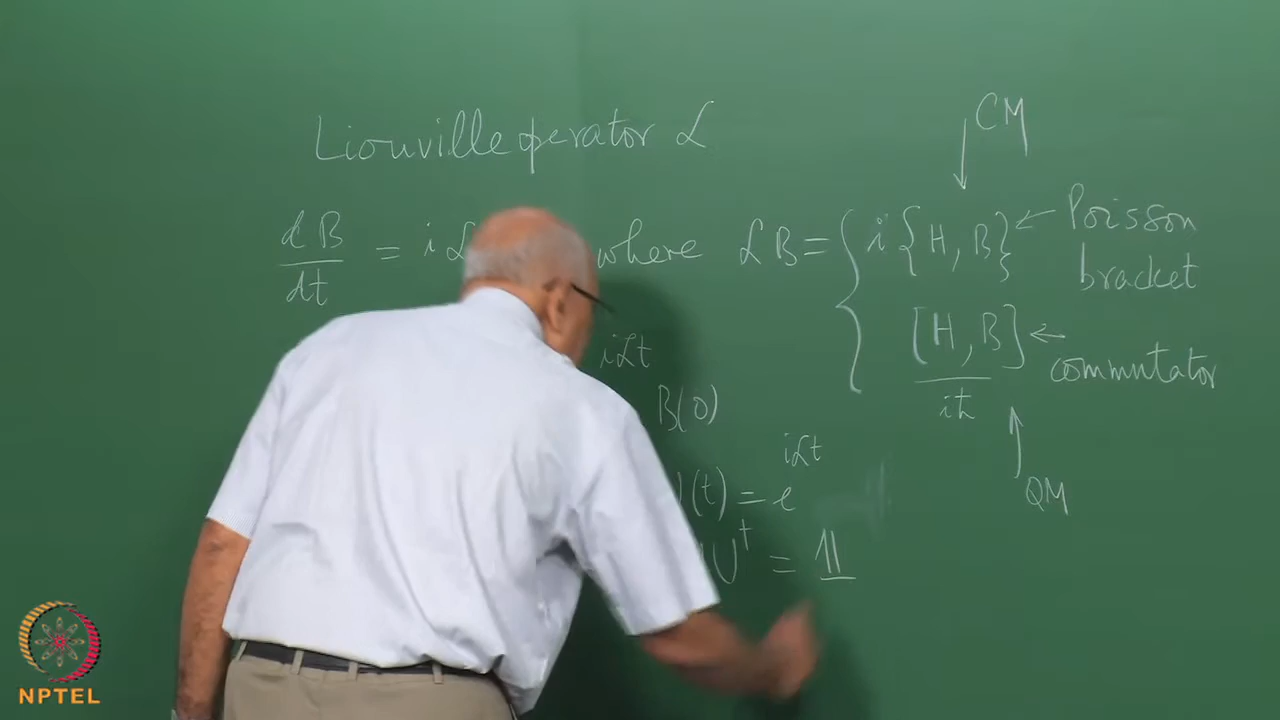 Liouville operator ℒ
CM
dB/dt = iℒ where ℒB = { i{H, B} ← Poisson bracket
[H, B]/iħ ← commutator
QM
iℒt
B(0)
(t) = e^{iℒt}
U† = 𝟙
NPTEL